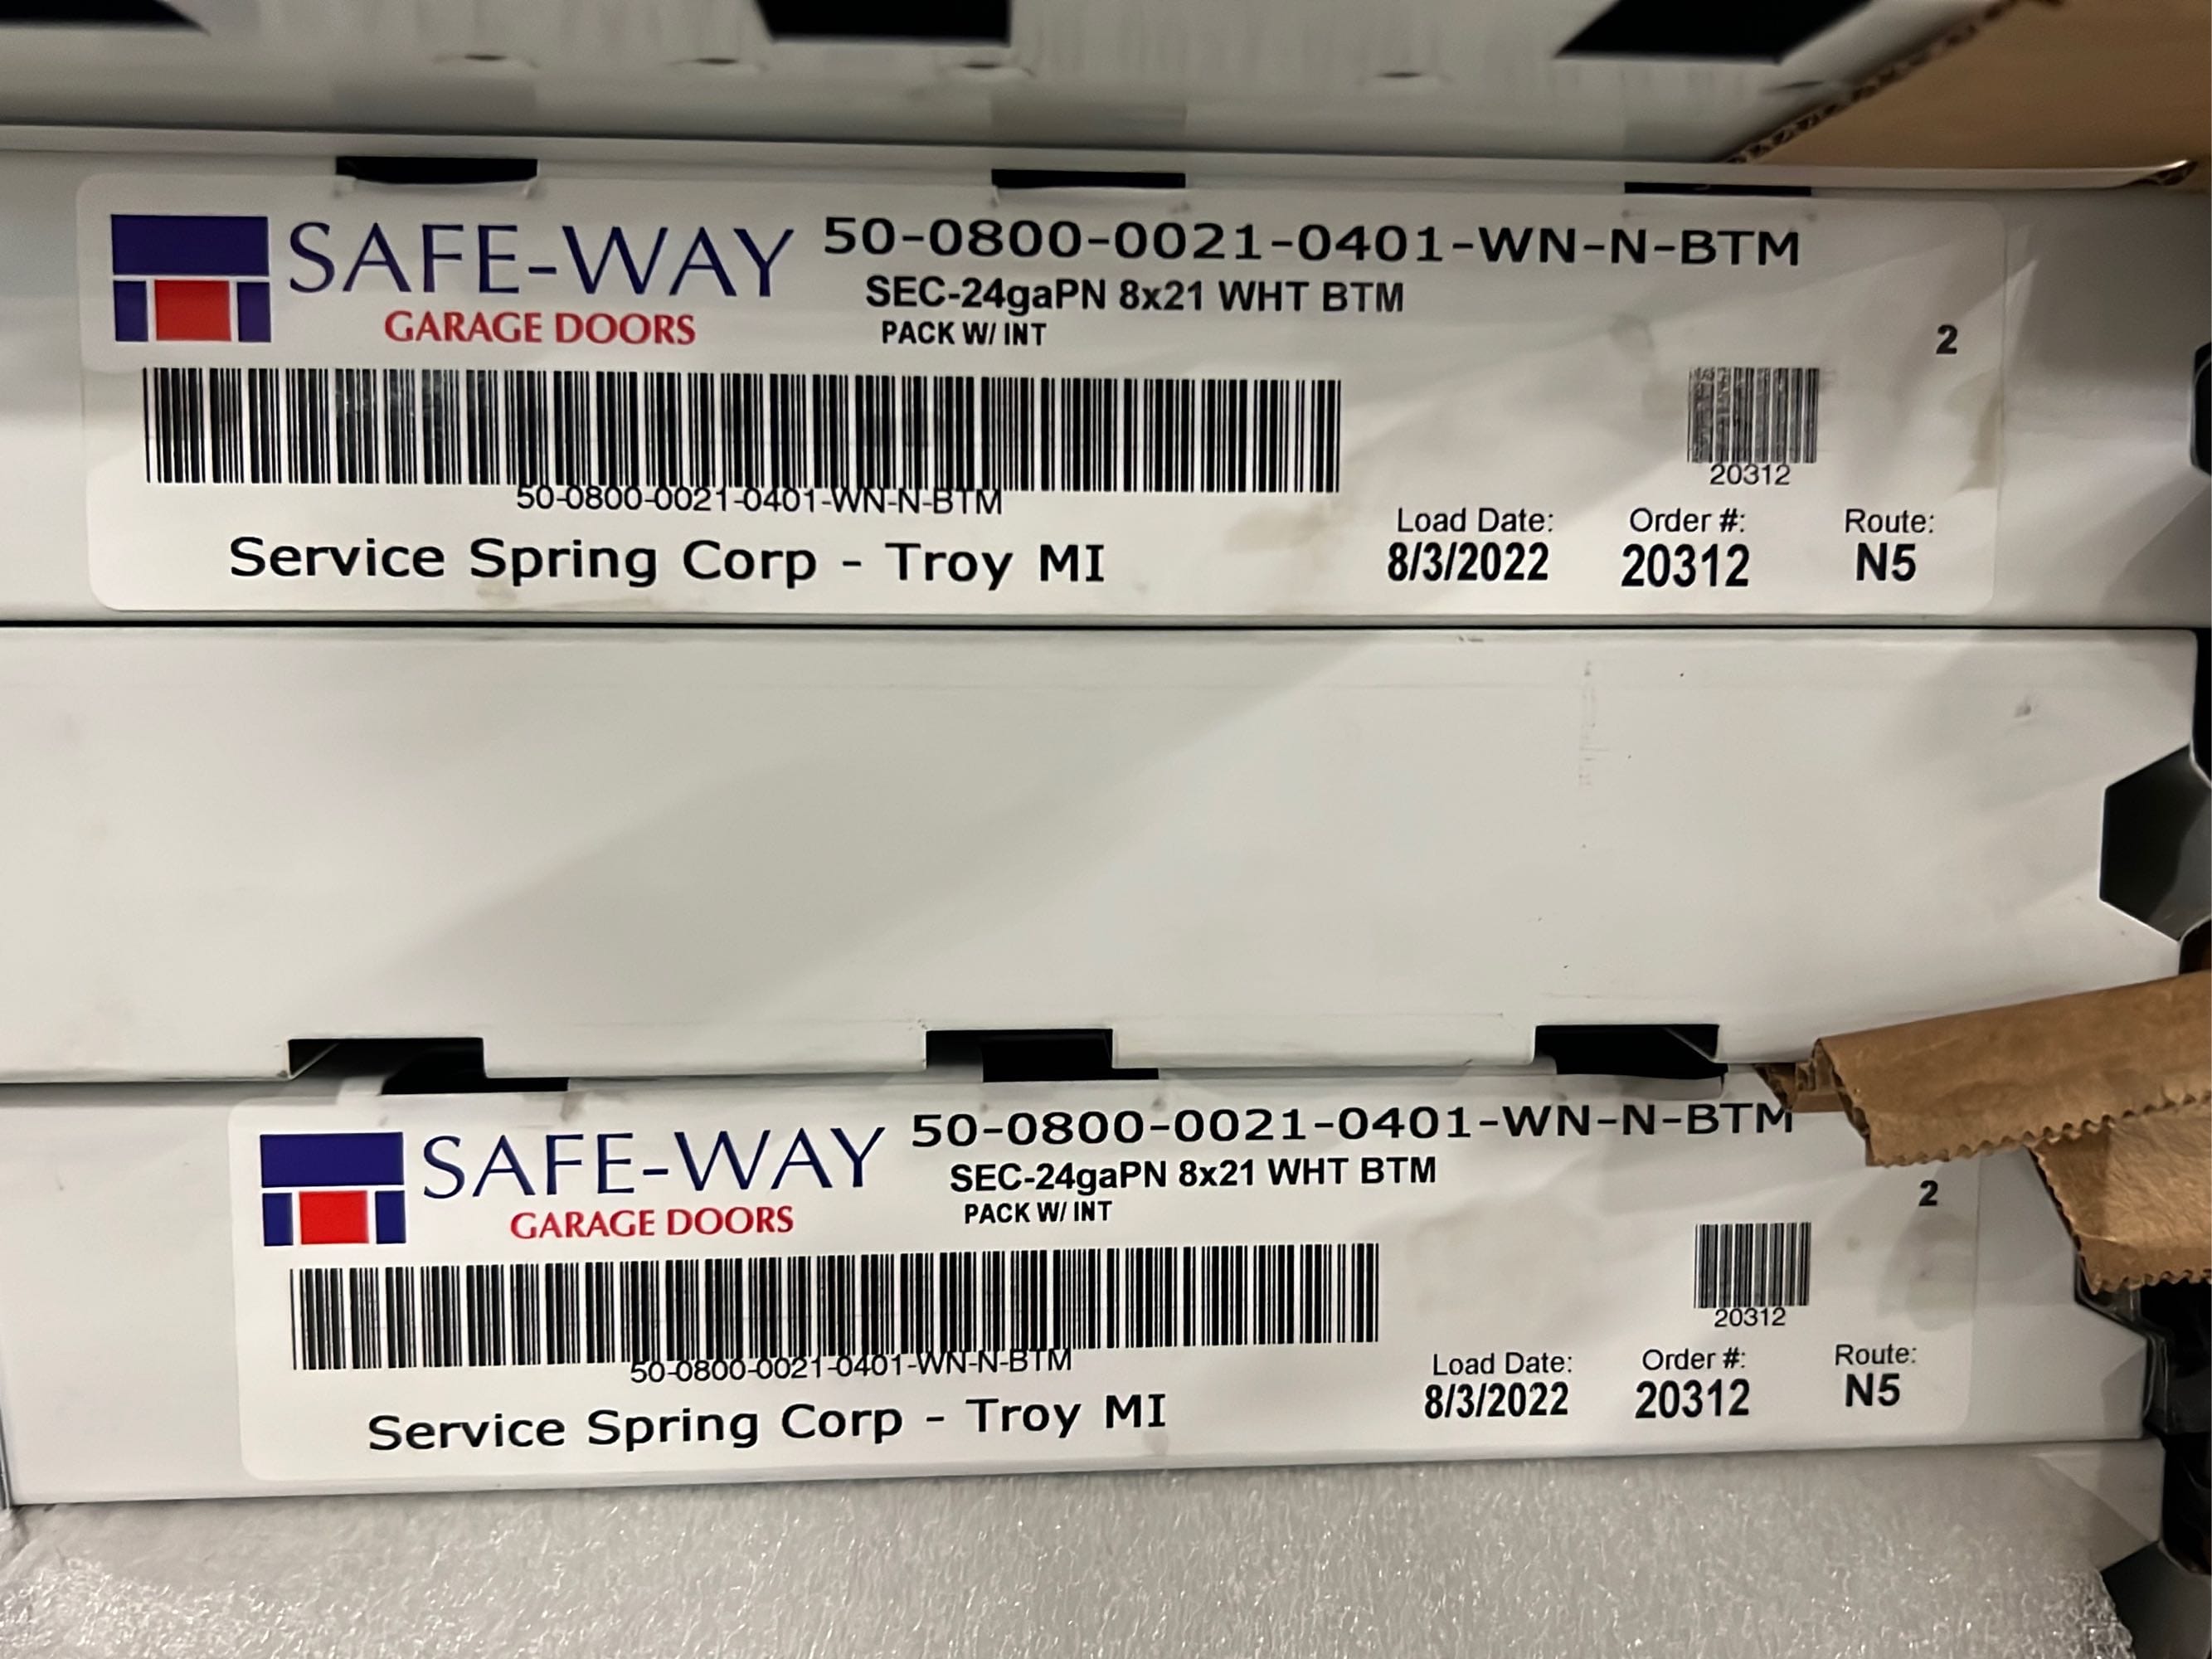 SAFE-WAY
GARAGE DOORS
50-0800-0021-0401-WN-N-BTM
SEC-24gaPN 8x21 WHT BTM
PACK W/ INT
2
50-0800-0021-0401-WN-N-BTM
20312
Service Spring Corp - Troy MI
Load Date: Order #: Route:
8/3/2022 20312 N5
SAFE-WAY
GARAGE DOORS
50-0800-0021-0401-WN-N-BTM
SEC-24gaPN 8x21 WHT BTM
PACK W/ INT
2
50-0800-0021-0401-WN-N-BTM
20312
Service Spring Corp - Troy MI
Load Date: Order #: Route:
8/3/2022 20312 N5